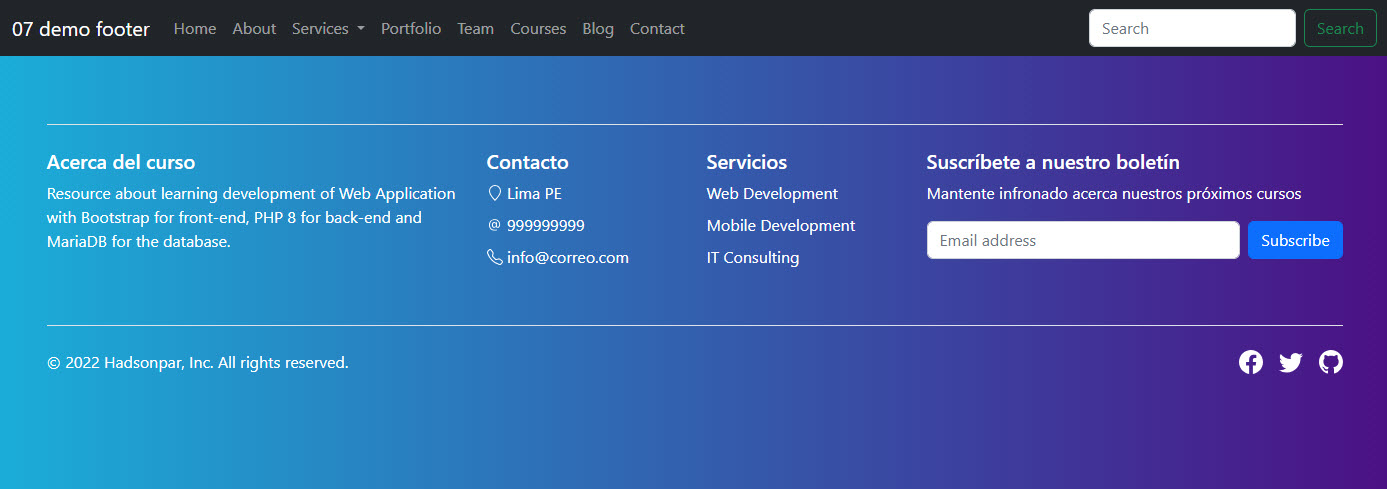 07 demo footer Home About Services Portfolio Team Courses Blog Contact Search Search
Acerca del curso
Resource about learning development of Web Application
with Bootstrap for front-end, PHP 8 for back-end and
MariaDB for the database.
Contacto
Lima PE
@ 999999999
info@correo.com
Servicios
Web Development
Mobile Development
IT Consulting
Suscríbete a nuestro boletín
Mantente infronado acerca nuestros próximos cursos
Email address Subscribe
© 2022 Hadsonpar, Inc. All rights reserved.